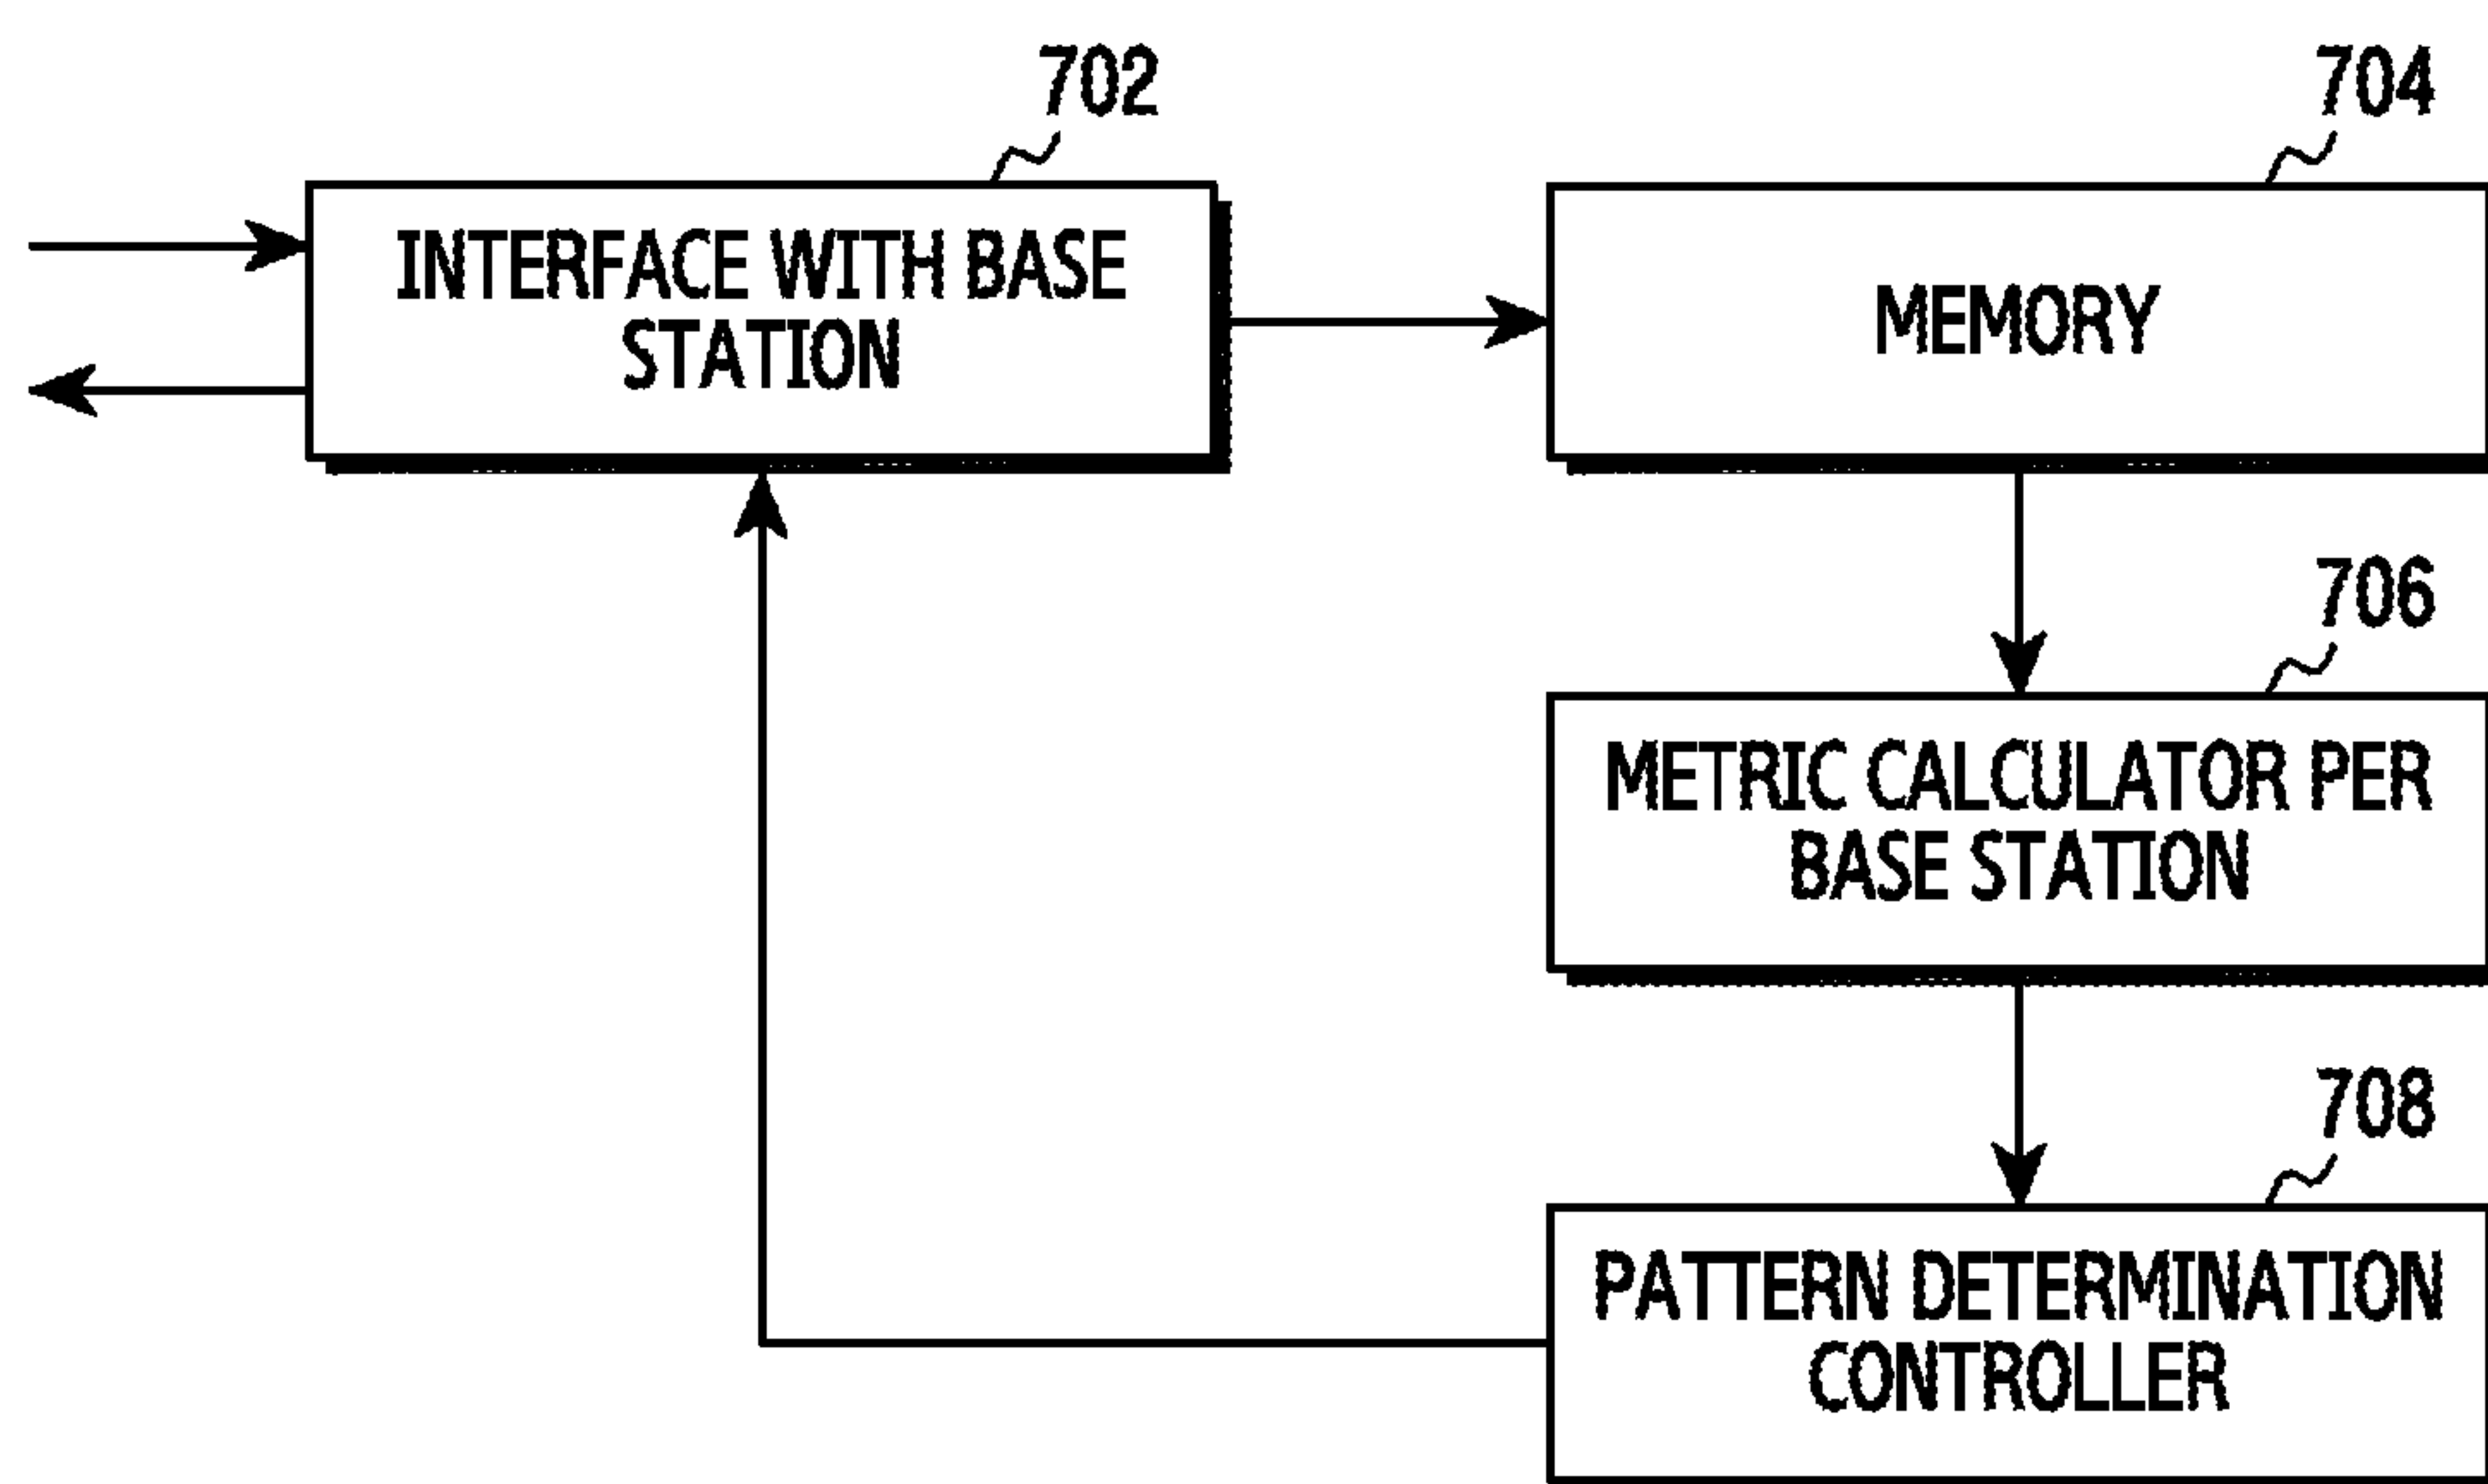 702
704
INTERFACE WITH BASE
STATION
MEMORY
706
METRIC CALCULATOR PER
BASE STATION
708
PATTERN DETERMINATION
CONTROLLER